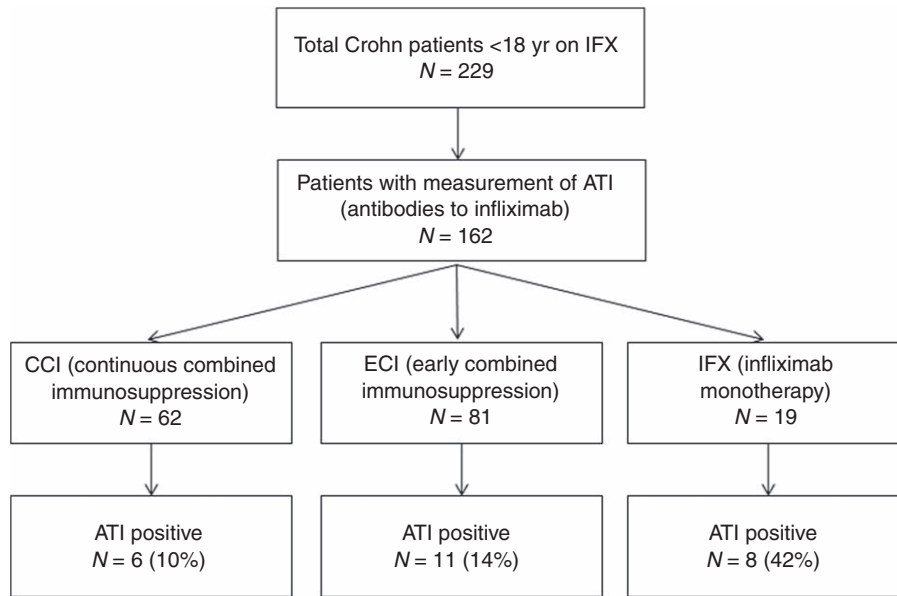 Total Crohn patients <18 yr on IFX
N = 229
Patients with measurement of ATI
(antibodies to infliximab)
N = 162
CCI (continuous combined
immunosuppression)
N = 62
ECI (early combined
immunosuppression)
N = 81
IFX (infliximab
monotherapy)
N = 19
ATI positive
N = 6 (10%)
ATI positive
N = 11 (14%)
ATI positive
N = 8 (42%)